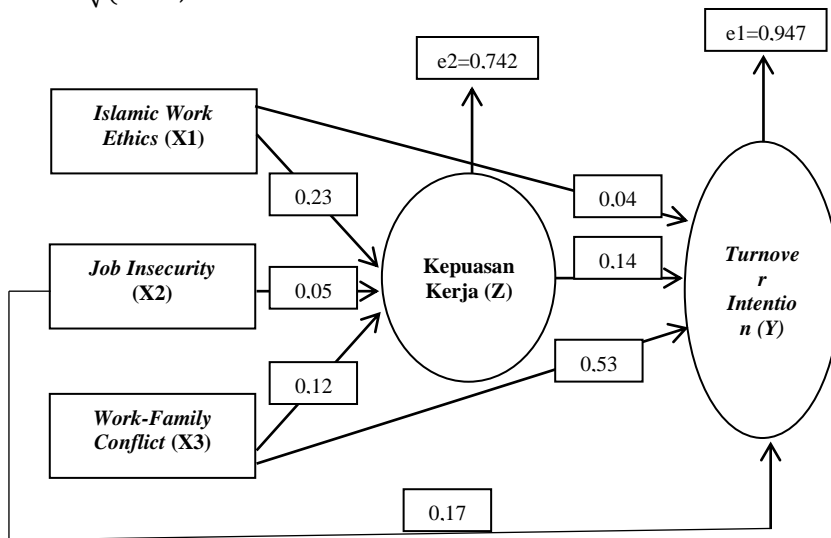 e1=0,947
e2=0,742
Islamic Work
Ethics (X1)
0,23
0,04
Job Insecurity
(X2)
0,05
Kepuasan
Kerja (Z)
0,14
Turnove
r
Intentio
n (Y)
0,12
0,53
Work-Family
Conflict (X3)
0,17